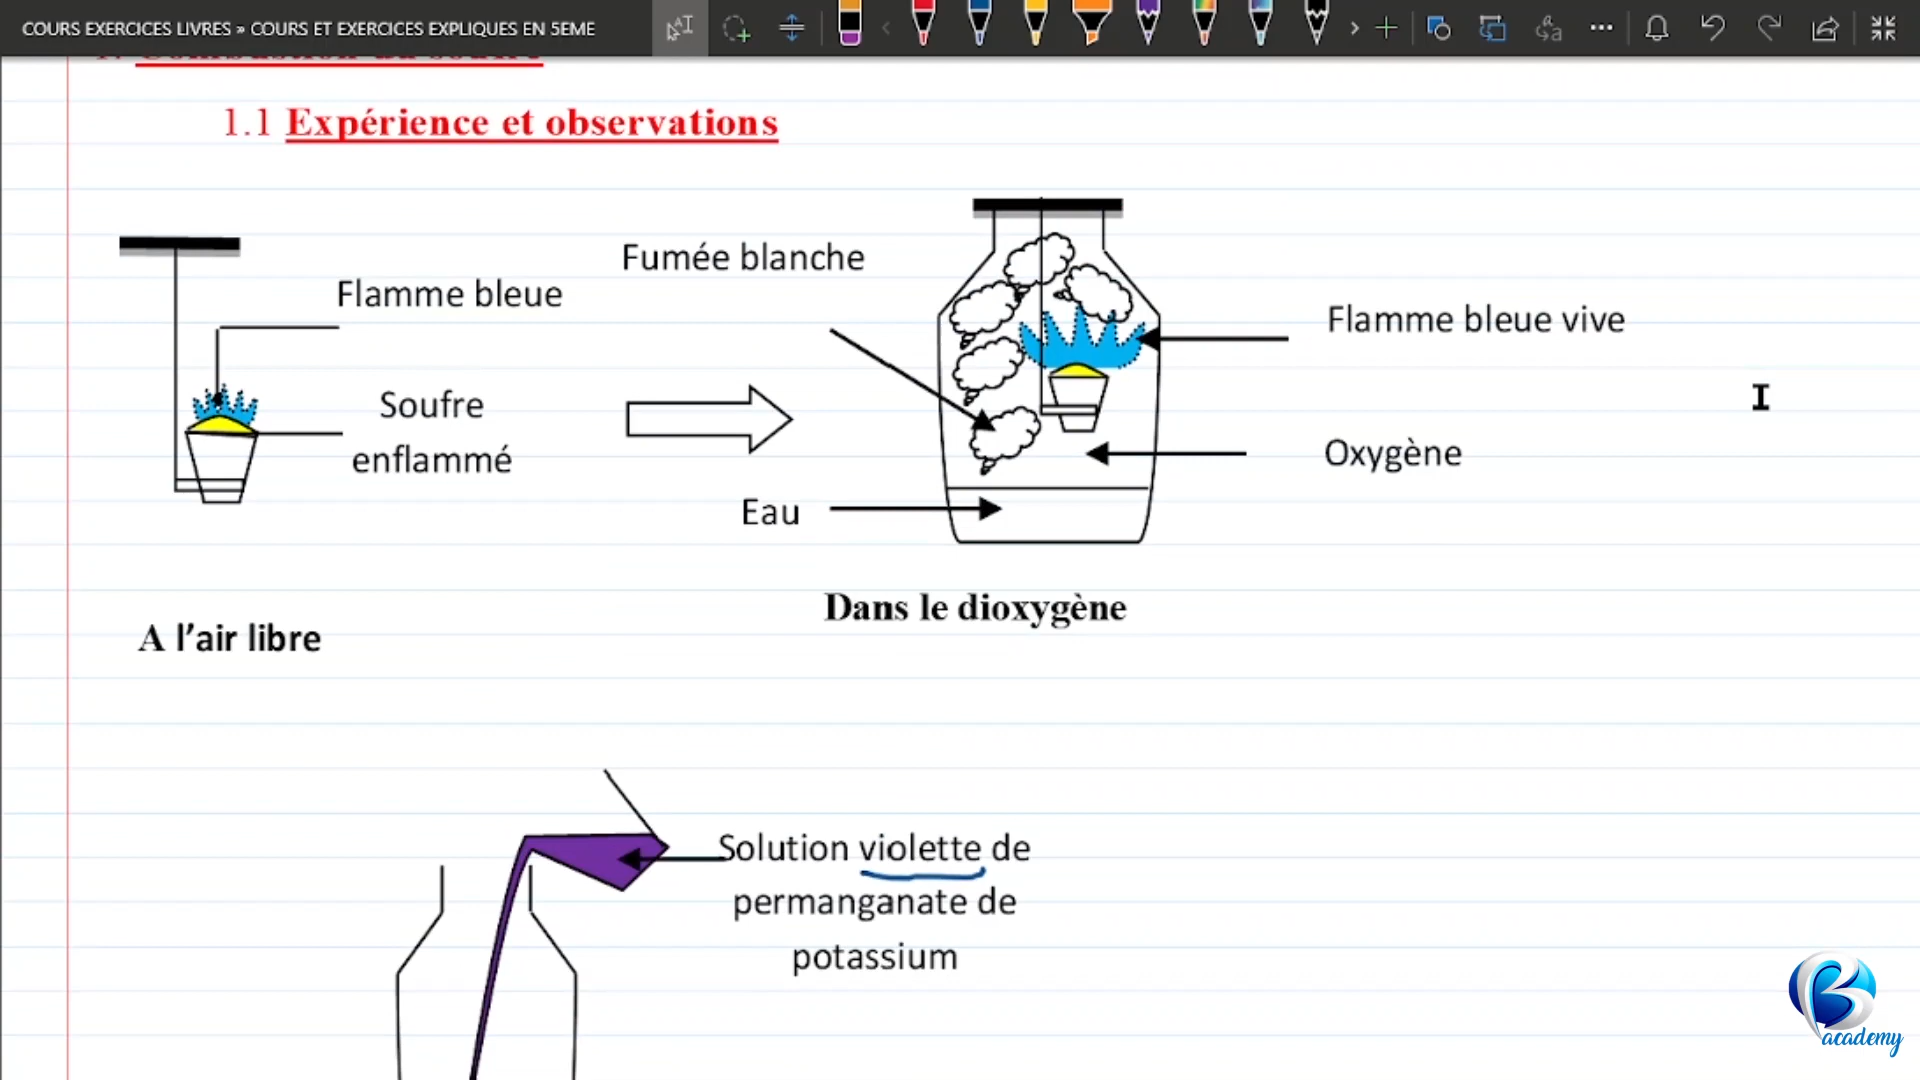 COURS EXERCICES LIVRES » COURS ET EXERCICES EXPLIQUES EN 5EME
1.1 Expérience et observations
Fumée blanche
Flamme bleue
Flamme bleue vive
Soufre
enflammé
Oxygène
Eau
Dans le dioxygène
A l’air libre
Solution violette de
permanganate de
potassium
B
academy